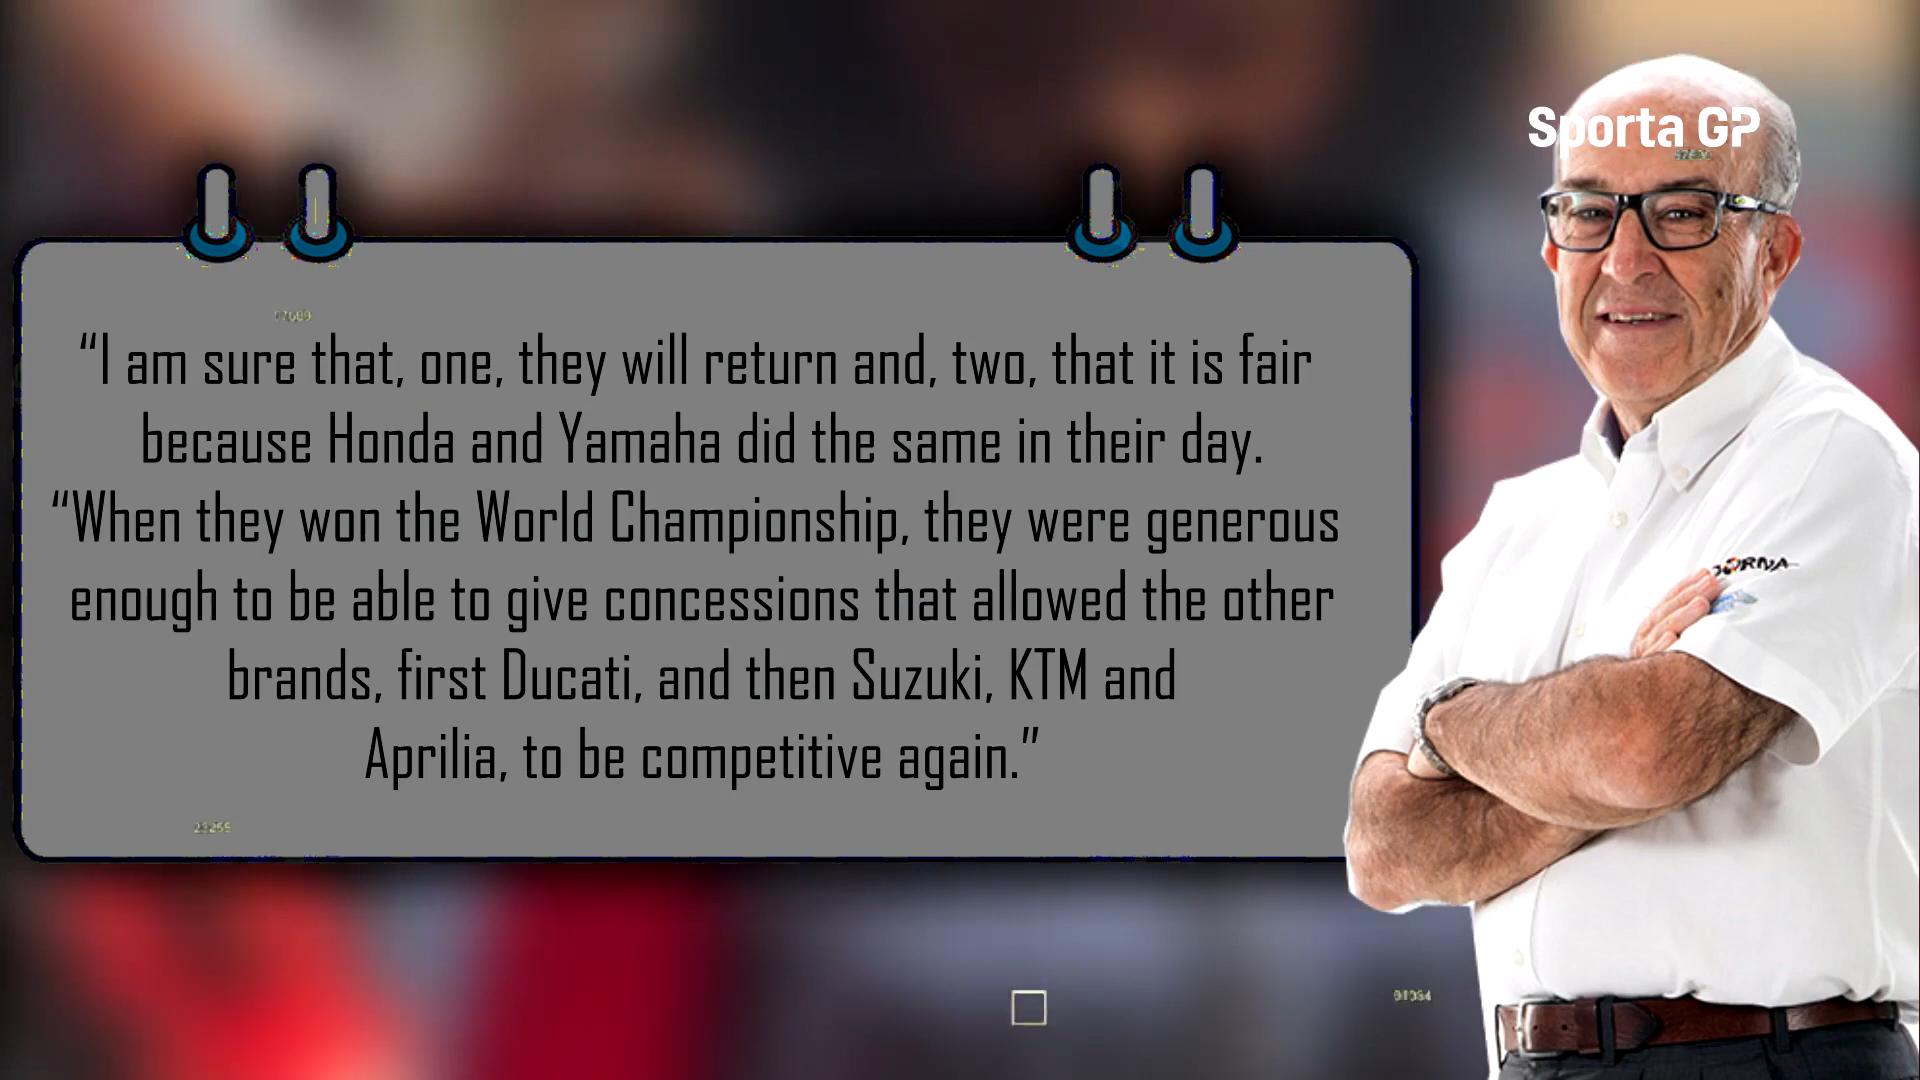 Sporta GP
“I am sure that, one, they will return and, two, that it is fair
because Honda and Yamaha did the same in their day.
“When they won the World Championship, they were generous
enough to be able to give concessions that allowed the other
brands, first Ducati, and then Suzuki, KTM and
Aprilia, to be competitive again.”